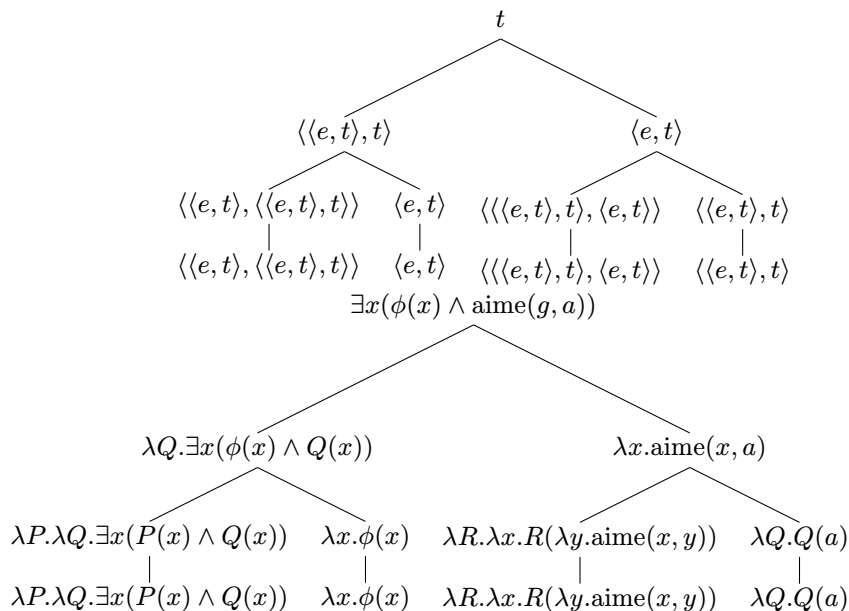 t
⟨⟨e, t⟩, t⟩ ⟨e, t⟩
⟨⟨e, t⟩, ⟨⟨e, t⟩, t⟩⟩ ⟨e, t⟩ ⟨⟨⟨e, t⟩, t⟩, ⟨e, t⟩⟩ ⟨⟨e, t⟩, t⟩
⟨⟨e, t⟩, ⟨⟨e, t⟩, t⟩⟩ ⟨e, t⟩ ⟨⟨⟨e, t⟩, t⟩, ⟨e, t⟩⟩ ⟨⟨e, t⟩, t⟩
∃x(ϕ(x) ∧ aime(g, a))
λQ.∃x(ϕ(x) ∧ Q(x)) λx.aime(x, a)
λP.λQ.∃x(P(x) ∧ Q(x)) λx.ϕ(x) λR.λx.R(λy.aime(x, y)) λQ.Q(a)
λP.λQ.∃x(P(x) ∧ Q(x)) λx.ϕ(x) λR.λx.R(λy.aime(x, y)) λQ.Q(a)